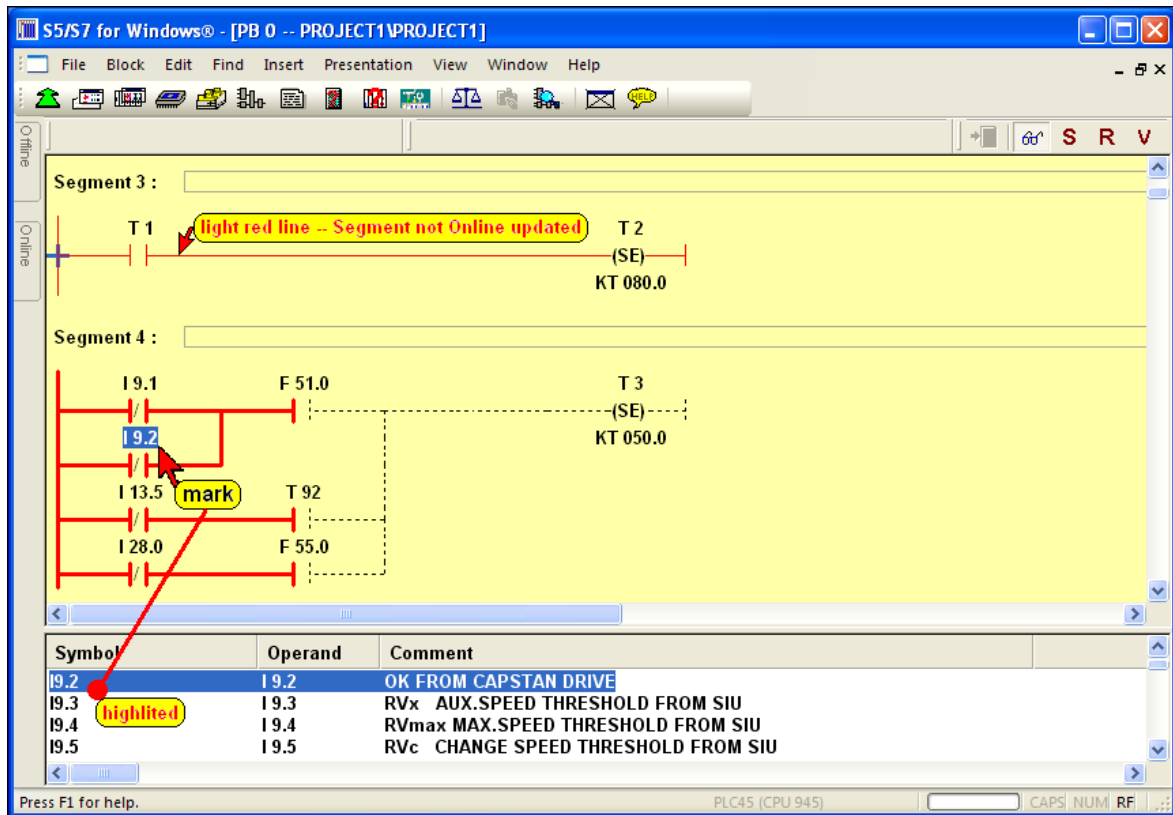 S5/S7 for Windows® - [PB 0 -- PROJECT1\PROJECT1]
File Block Edit Find Insert Presentation View Window Help
HELP
Offline
S R V
Segment 3 :
T 1
light red line -- Segment not Online updated
T 2
Online
(SE)
KT 080.0
Segment 4 :
I 9.1 F 51.0 T 3
(SE)
I 9.2 KT 050.0
I 13.5 mark T 92
I 28.0 F 55.0
Symbol Operand Comment
I9.2 I 9.2 OK FROM CAPSTAN DRIVE
I9.3 I 9.3 RVx AUX.SPEED THRESHOLD FROM SIU
highlited
I9.4 I 9.4 RVmax MAX.SPEED THRESHOLD FROM SIU
I9.5 I 9.5 RVc CHANGE SPEED THRESHOLD FROM SIU
Press F1 for help. PLC45 (CPU 945) CAPS NUM RF